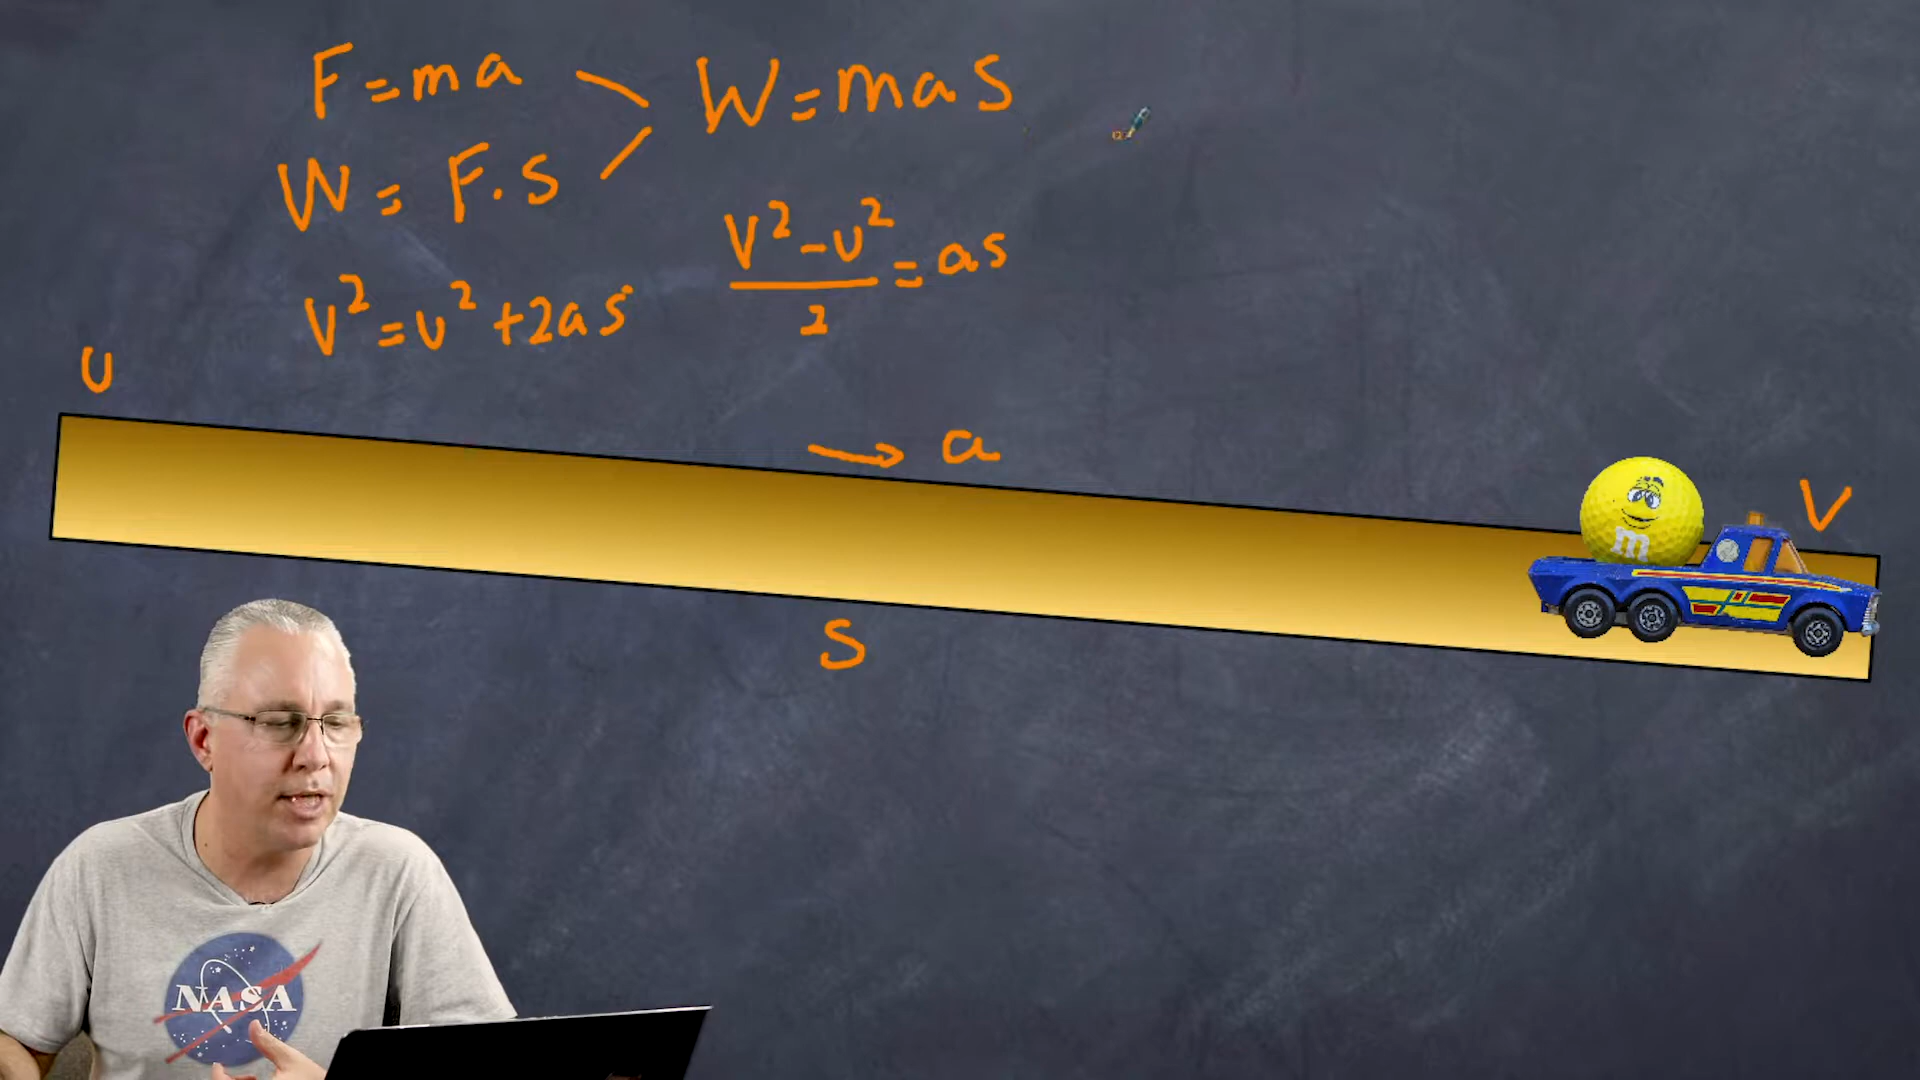 F=ma
W=mas
W=F.s
V²-u²/2=as
V²=u²+2as
U
a
V
m
S
NASA